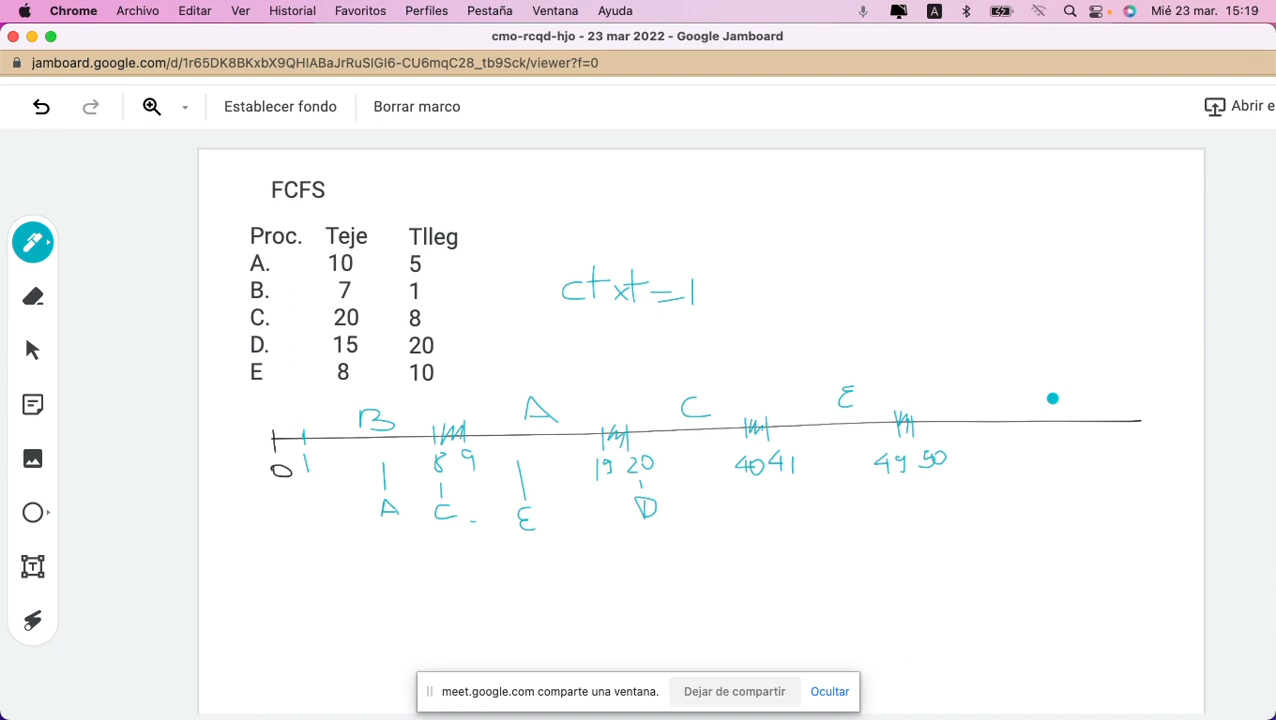 Chrome Archivo Editar Ver Historial Favoritos Perfiles Pestaña Ventana Ayuda A Mié 23 mar. 15:19
cmo-rcqd-hjo - 23 mar 2022 - Google Jamboard
jamboard.google.com/d/1r65DK8BKxbX9QHIABaJrRuSIGI6-CU6mqC28_tb9Sck/viewer?f=0
Establecer fondo Borrar marco Abrir e
FCFS
Proc. Teje Tlleg
A. 10 5
B. 7 1
C. 20 8
D. 15 20
E 8 10
ctxt=1
B A C E
0 1 8 9 19 20 40 41 49 50
A C E D
meet.google.com comparte una ventana. Dejar de compartir Ocultar